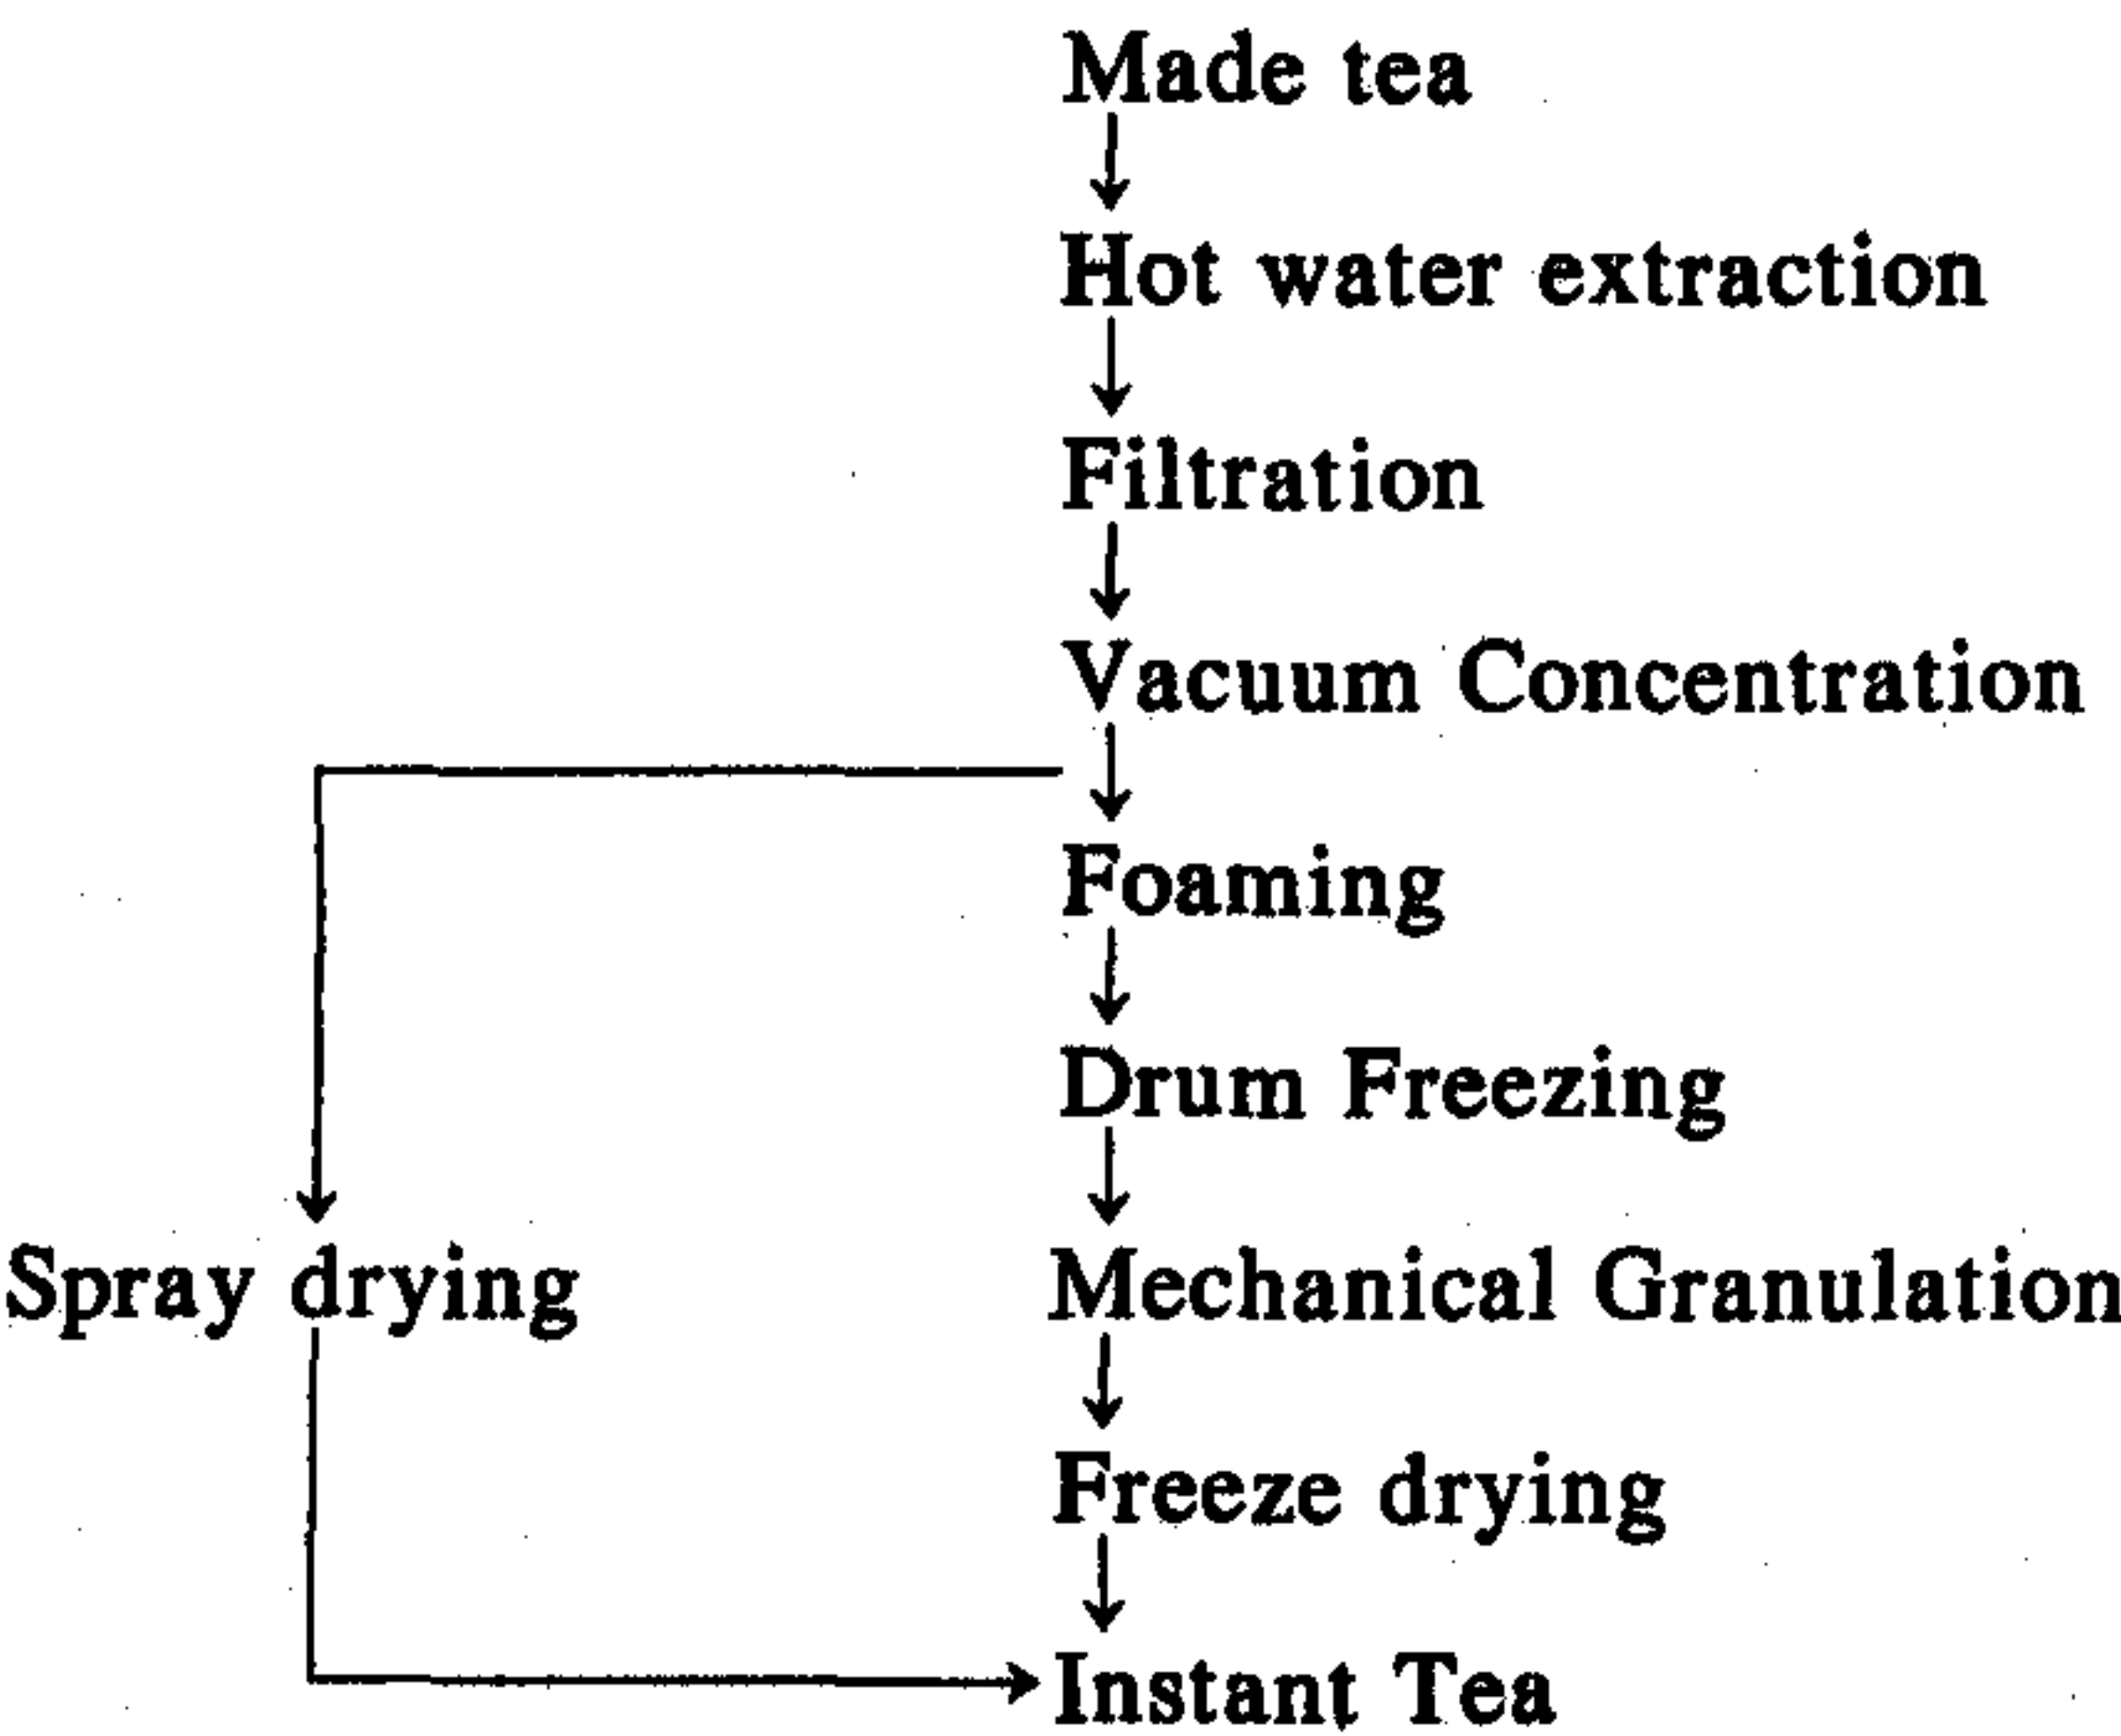 Made tea
Hot water extraction
Filtration
Vacuum Concentration
Foaming
Drum Freezing
Spray drying
Mechanical Granulation
Freeze drying
Instant Tea